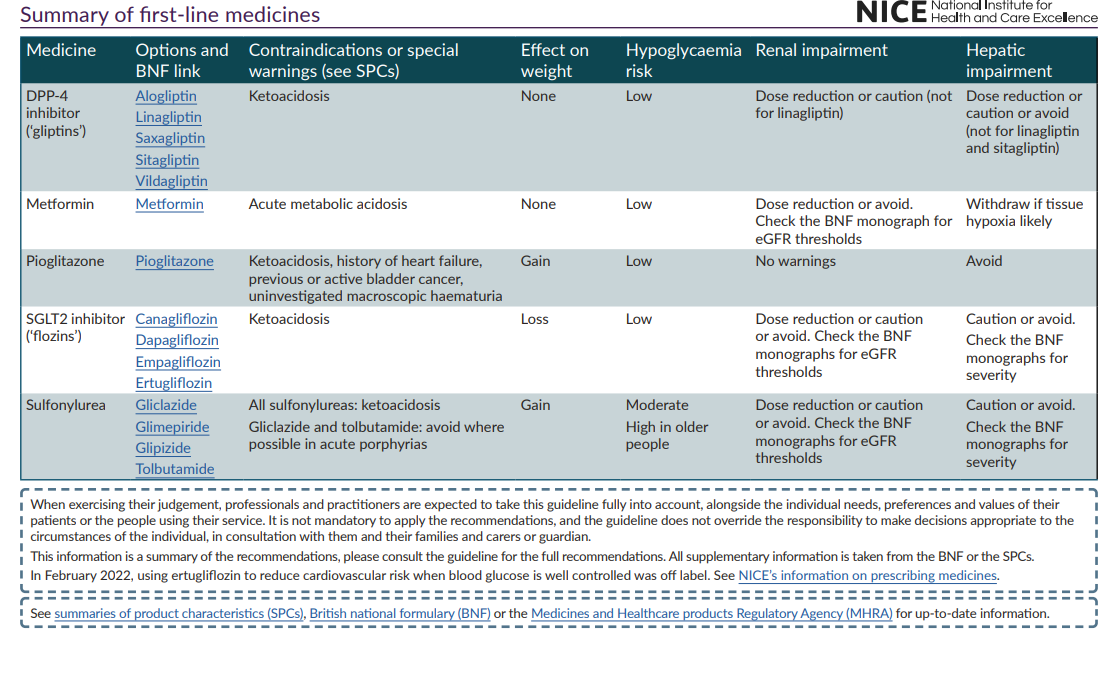 Summary of first-line medicines
NICE National Institute for
Health and Care Excellence
Medicine
Options and
BNF link
Contraindications or special
warnings (see SPCs)
Effect on
weight
Hypoglycaemia
risk
Renal impairment
Hepatic
impairment
DPP-4
inhibitor
(‘gliptins’)
Alogliptin
Linagliptin
Saxagliptin
Sitagliptin
Vildagliptin
Ketoacidosis
None
Low
Dose reduction or caution (not
for linagliptin)
Dose reduction or
caution or avoid
(not for linagliptin
and sitagliptin)
Metformin
Metformin
Acute metabolic acidosis
None
Low
Dose reduction or avoid.
Check the BNF monograph for
eGFR thresholds
Withdraw if tissue
hypoxia likely
Pioglitazone
Pioglitazone
Ketoacidosis, history of heart failure,
previous or active bladder cancer,
uninvestigated macroscopic haematuria
Gain
Low
No warnings
Avoid
SGLT2 inhibitor
(‘flozins’)
Canagliflozin
Dapagliflozin
Empagliflozin
Ertugliflozin
Ketoacidosis
Loss
Low
Dose reduction or caution
or avoid. Check the BNF
monographs for eGFR
thresholds
Caution or avoid.
Check the BNF
monographs for
severity
Sulfonylurea
Gliclazide
Glimepiride
Glipizide
Tolbutamide
All sulfonylureas: ketoacidosis
Gliclazide and tolbutamide: avoid where
possible in acute porphyrias
Gain
Moderate
High in older
people
Dose reduction or caution
or avoid. Check the BNF
monographs for eGFR
thresholds
Caution or avoid.
Check the BNF
monographs for
severity
When exercising their judgement, professionals and practitioners are expected to take this guideline fully into account, alongside the individual needs, preferences and values of their
patients or the people using their service. It is not mandatory to apply the recommendations, and the guideline does not override the responsibility to make decisions appropriate to the
circumstances of the individual, in consultation with them and their families and carers or guardian.
This information is a summary of the recommendations, please consult the guideline for the full recommendations. All supplementary information is taken from the BNF or the SPCs.
In February 2022, using ertugliflozin to reduce cardiovascular risk when blood glucose is well controlled was off label. See NICE’s information on prescribing medicines.
See summaries of product characteristics (SPCs), British national formulary (BNF) or the Medicines and Healthcare products Regulatory Agency (MHRA) for up-to-date information.